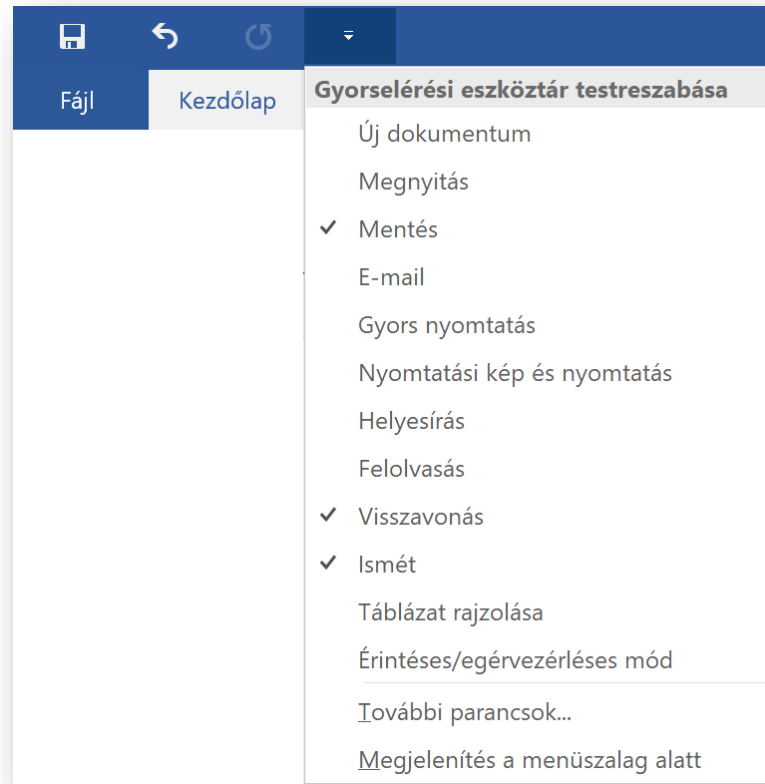 Fájl
Kezdőlap
Gyorselérési eszköztár testreszabása
Új dokumentum
Megnyitás
Mentés
E-mail
Gyors nyomtatás
Nyomtatási kép és nyomtatás
Helyesírás
Felolvasás
Visszavonás
Ismét
Táblázat rajzolása
Érintéses/egérvezérléses mód
További parancsok...
Megjelenítés a menüszalag alatt